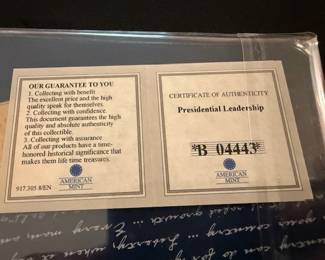 OUR GUARANTEE TO YOU
1. Collecting with benefit
The excellent price and the high
quality speak for themselves.
2. Collecting with confidence.
This document guarantees the high
quality and absolute authenticity
of this collectible.
3. Collecting with assurance
All of our products have a time-
honored historical significance that
makes them life time treasures.
917.305 8/EN
AMERICAN
MINT
CERTIFICATE OF AUTHENTICITY
Presidential Leadership
*B 04443*
AMERICAN
MINT
Liberty